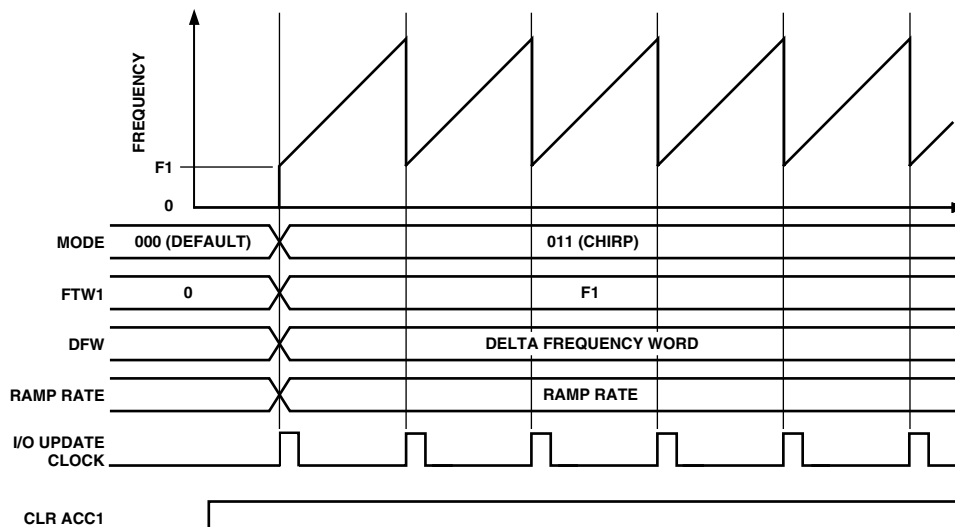 FREQUENCY
F1
0
MODE
000 (DEFAULT)
011 (CHIRP)
FTW1
0
F1
DFW
DELTA FREQUENCY WORD
RAMP RATE
RAMP RATE
I/O UPDATE
CLOCK
CLR ACC1